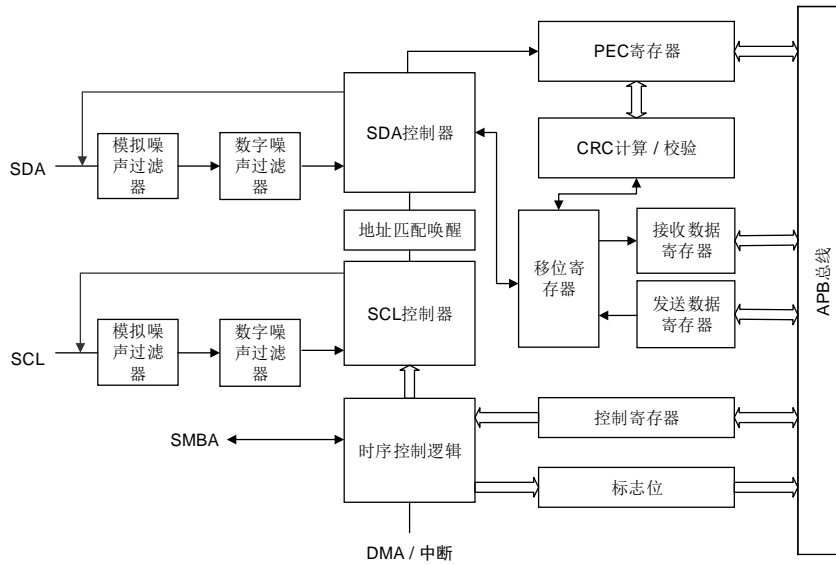 PEC寄存器
SDA控制器
CRC计算 / 校验
SDA
模拟噪
声过滤
器
数字噪
声过滤
器
地址匹配唤醒
移位寄
存器
接收数据
寄存器
发送数据
寄存器
APB总线
SCL控制器
SCL
模拟噪
声过滤
器
数字噪
声过滤
器
SMBA
时序控制逻辑
控制寄存器
标志位
DMA / 中断